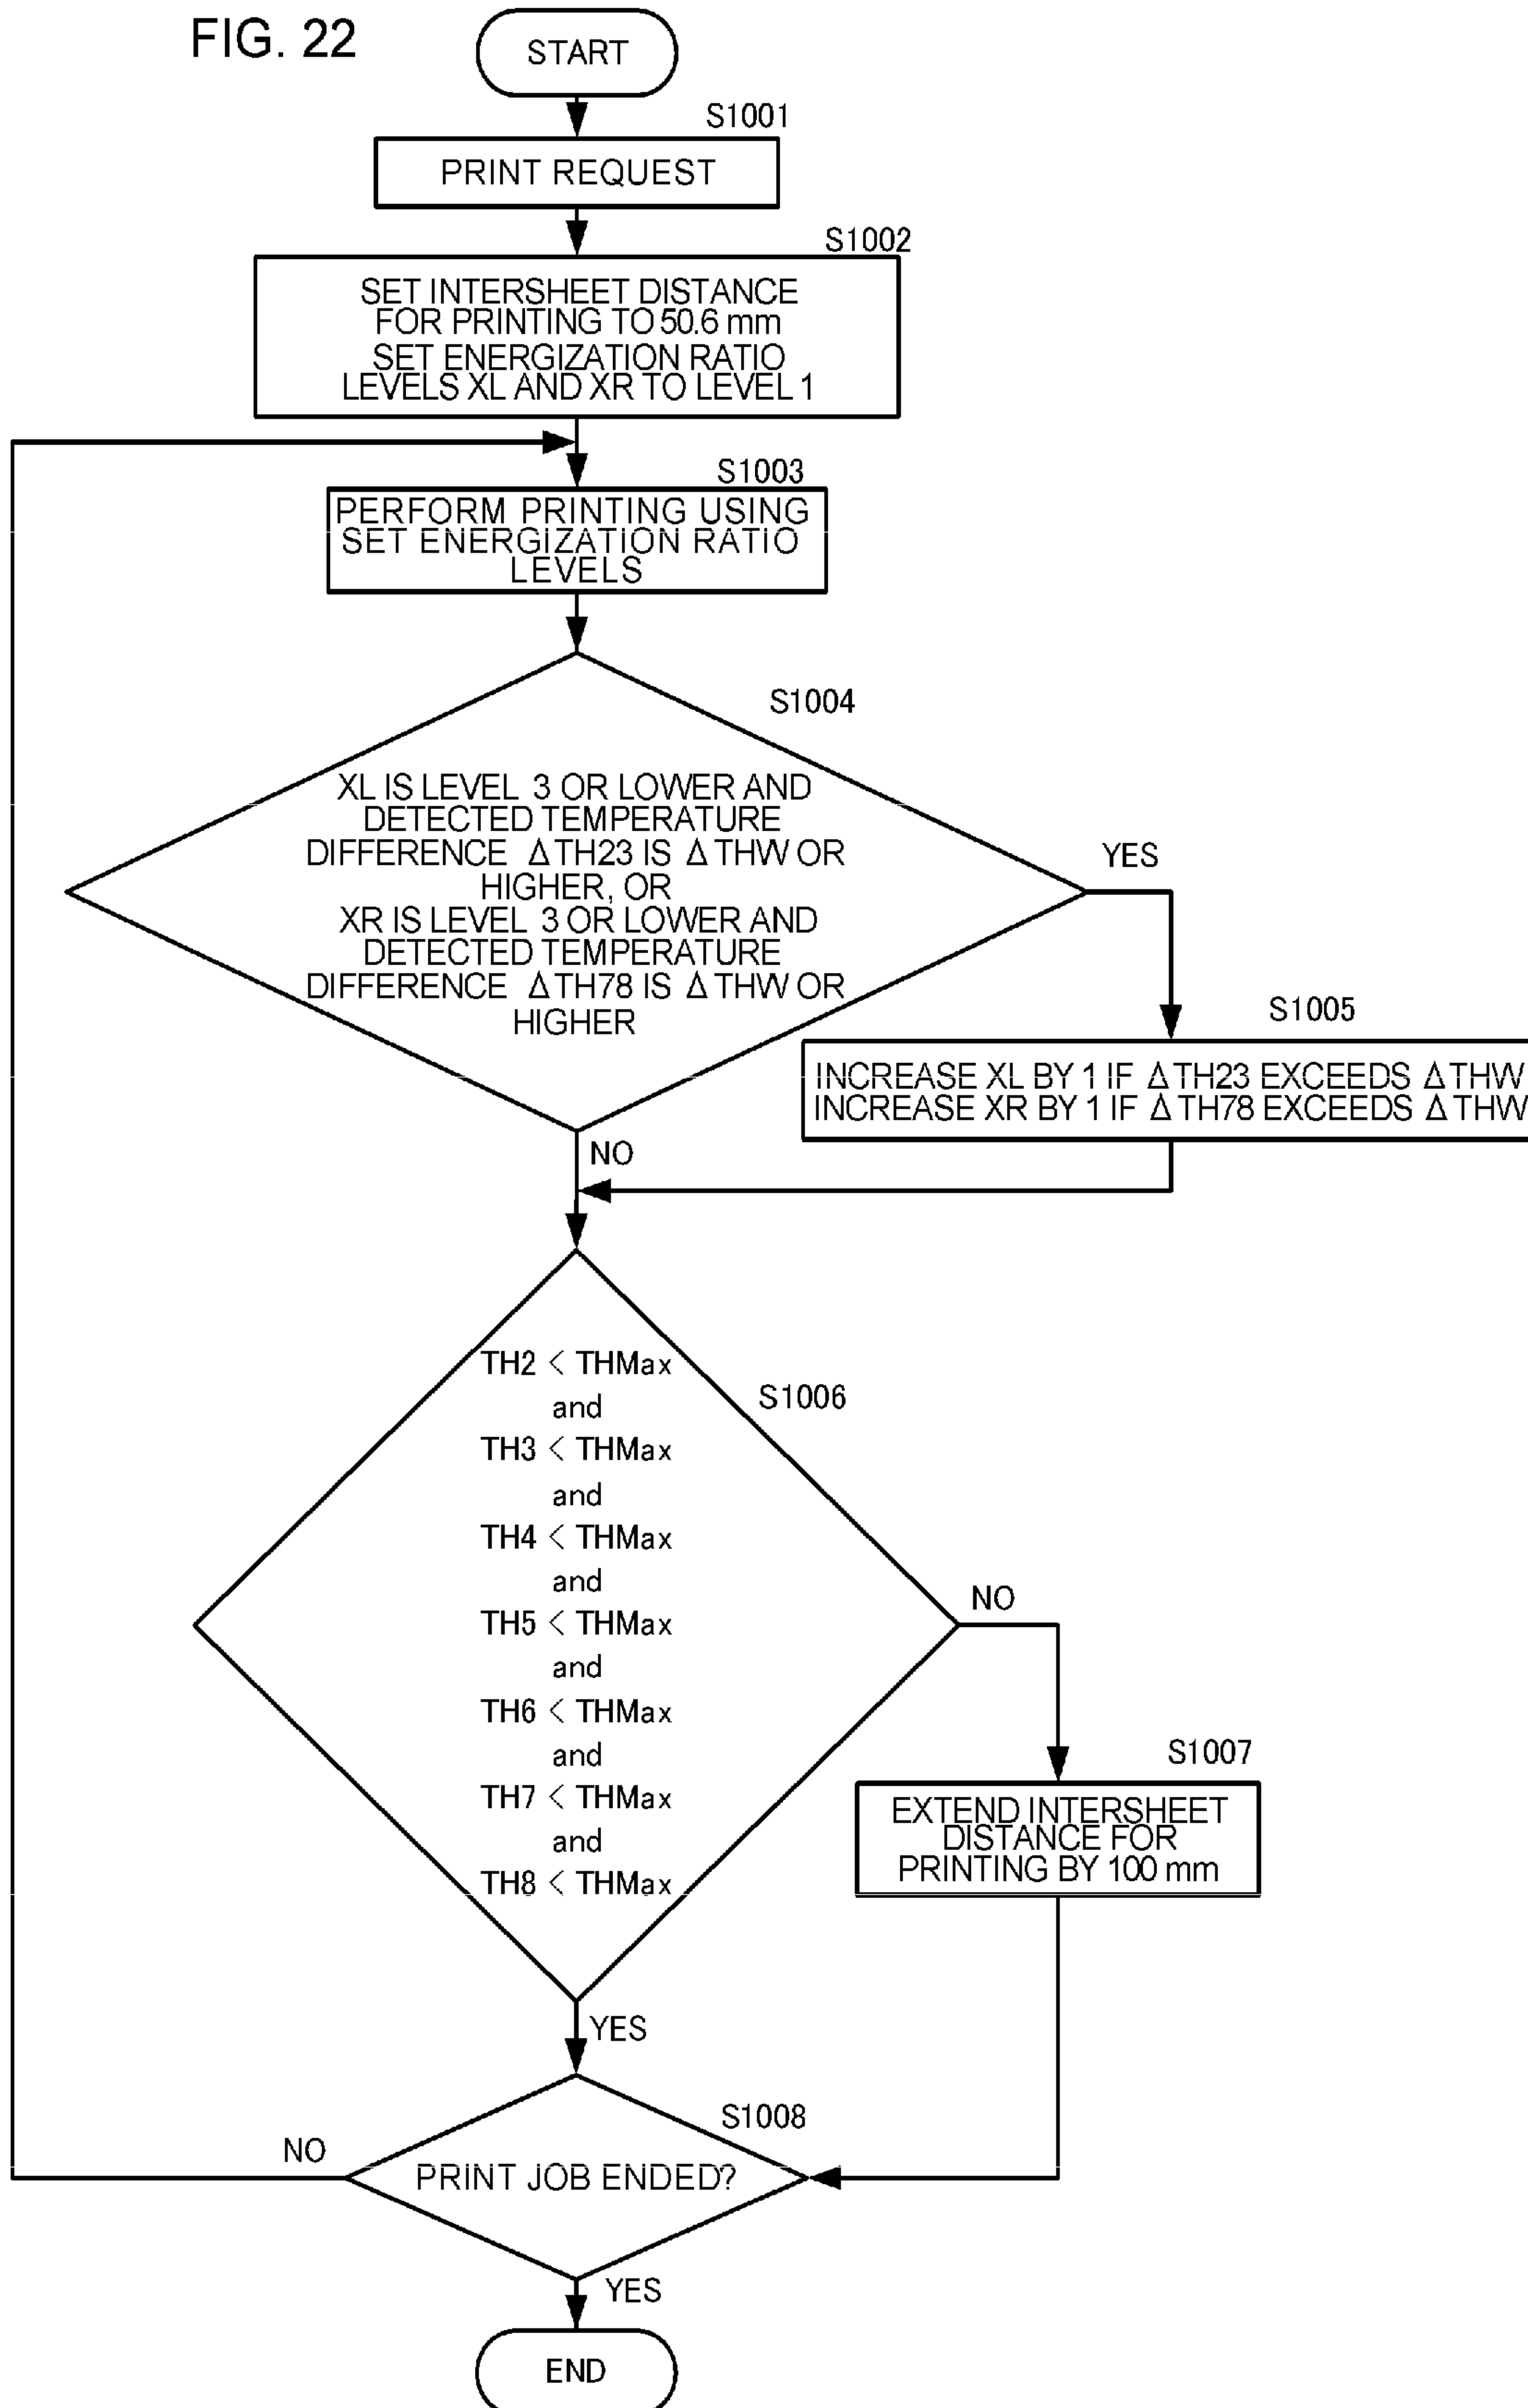 FIG. 22
START
S1001
PRINT REQUEST
S1002
SET INTERSHEET DISTANCE
FOR PRINTING TO 50.6 mm
SET ENERGIZATION RATIO
LEVELS XL AND XR TO LEVEL 1
S1003
PERFORM PRINTING USING
SET ENERGIZATION RATIO
LEVELS
S1004
XL IS LEVEL 3 OR LOWER AND
DETECTED TEMPERATURE
DIFFERENCE ΔTH23 IS ΔTHW OR
HIGHER, OR
XR IS LEVEL 3 OR LOWER AND
DETECTED TEMPERATURE
DIFFERENCE ΔTH78 IS ΔTHW OR
HIGHER
YES
S1005
INCREASE XL BY 1 IF ΔTH23 EXCEEDS ΔTHW
INCREASE XR BY 1 IF ΔTH78 EXCEEDS ΔTHW
NO
S1006
TH2 < THMax
and
TH3 < THMax
and
TH4 < THMax
and
TH5 < THMax
and
TH6 < THMax
and
TH7 < THMax
and
TH8 < THMax
NO
S1007
EXTEND INTERSHEET
DISTANCE FOR
PRINTING BY 100 mm
YES
S1008
NO
PRINT JOB ENDED?
YES
END